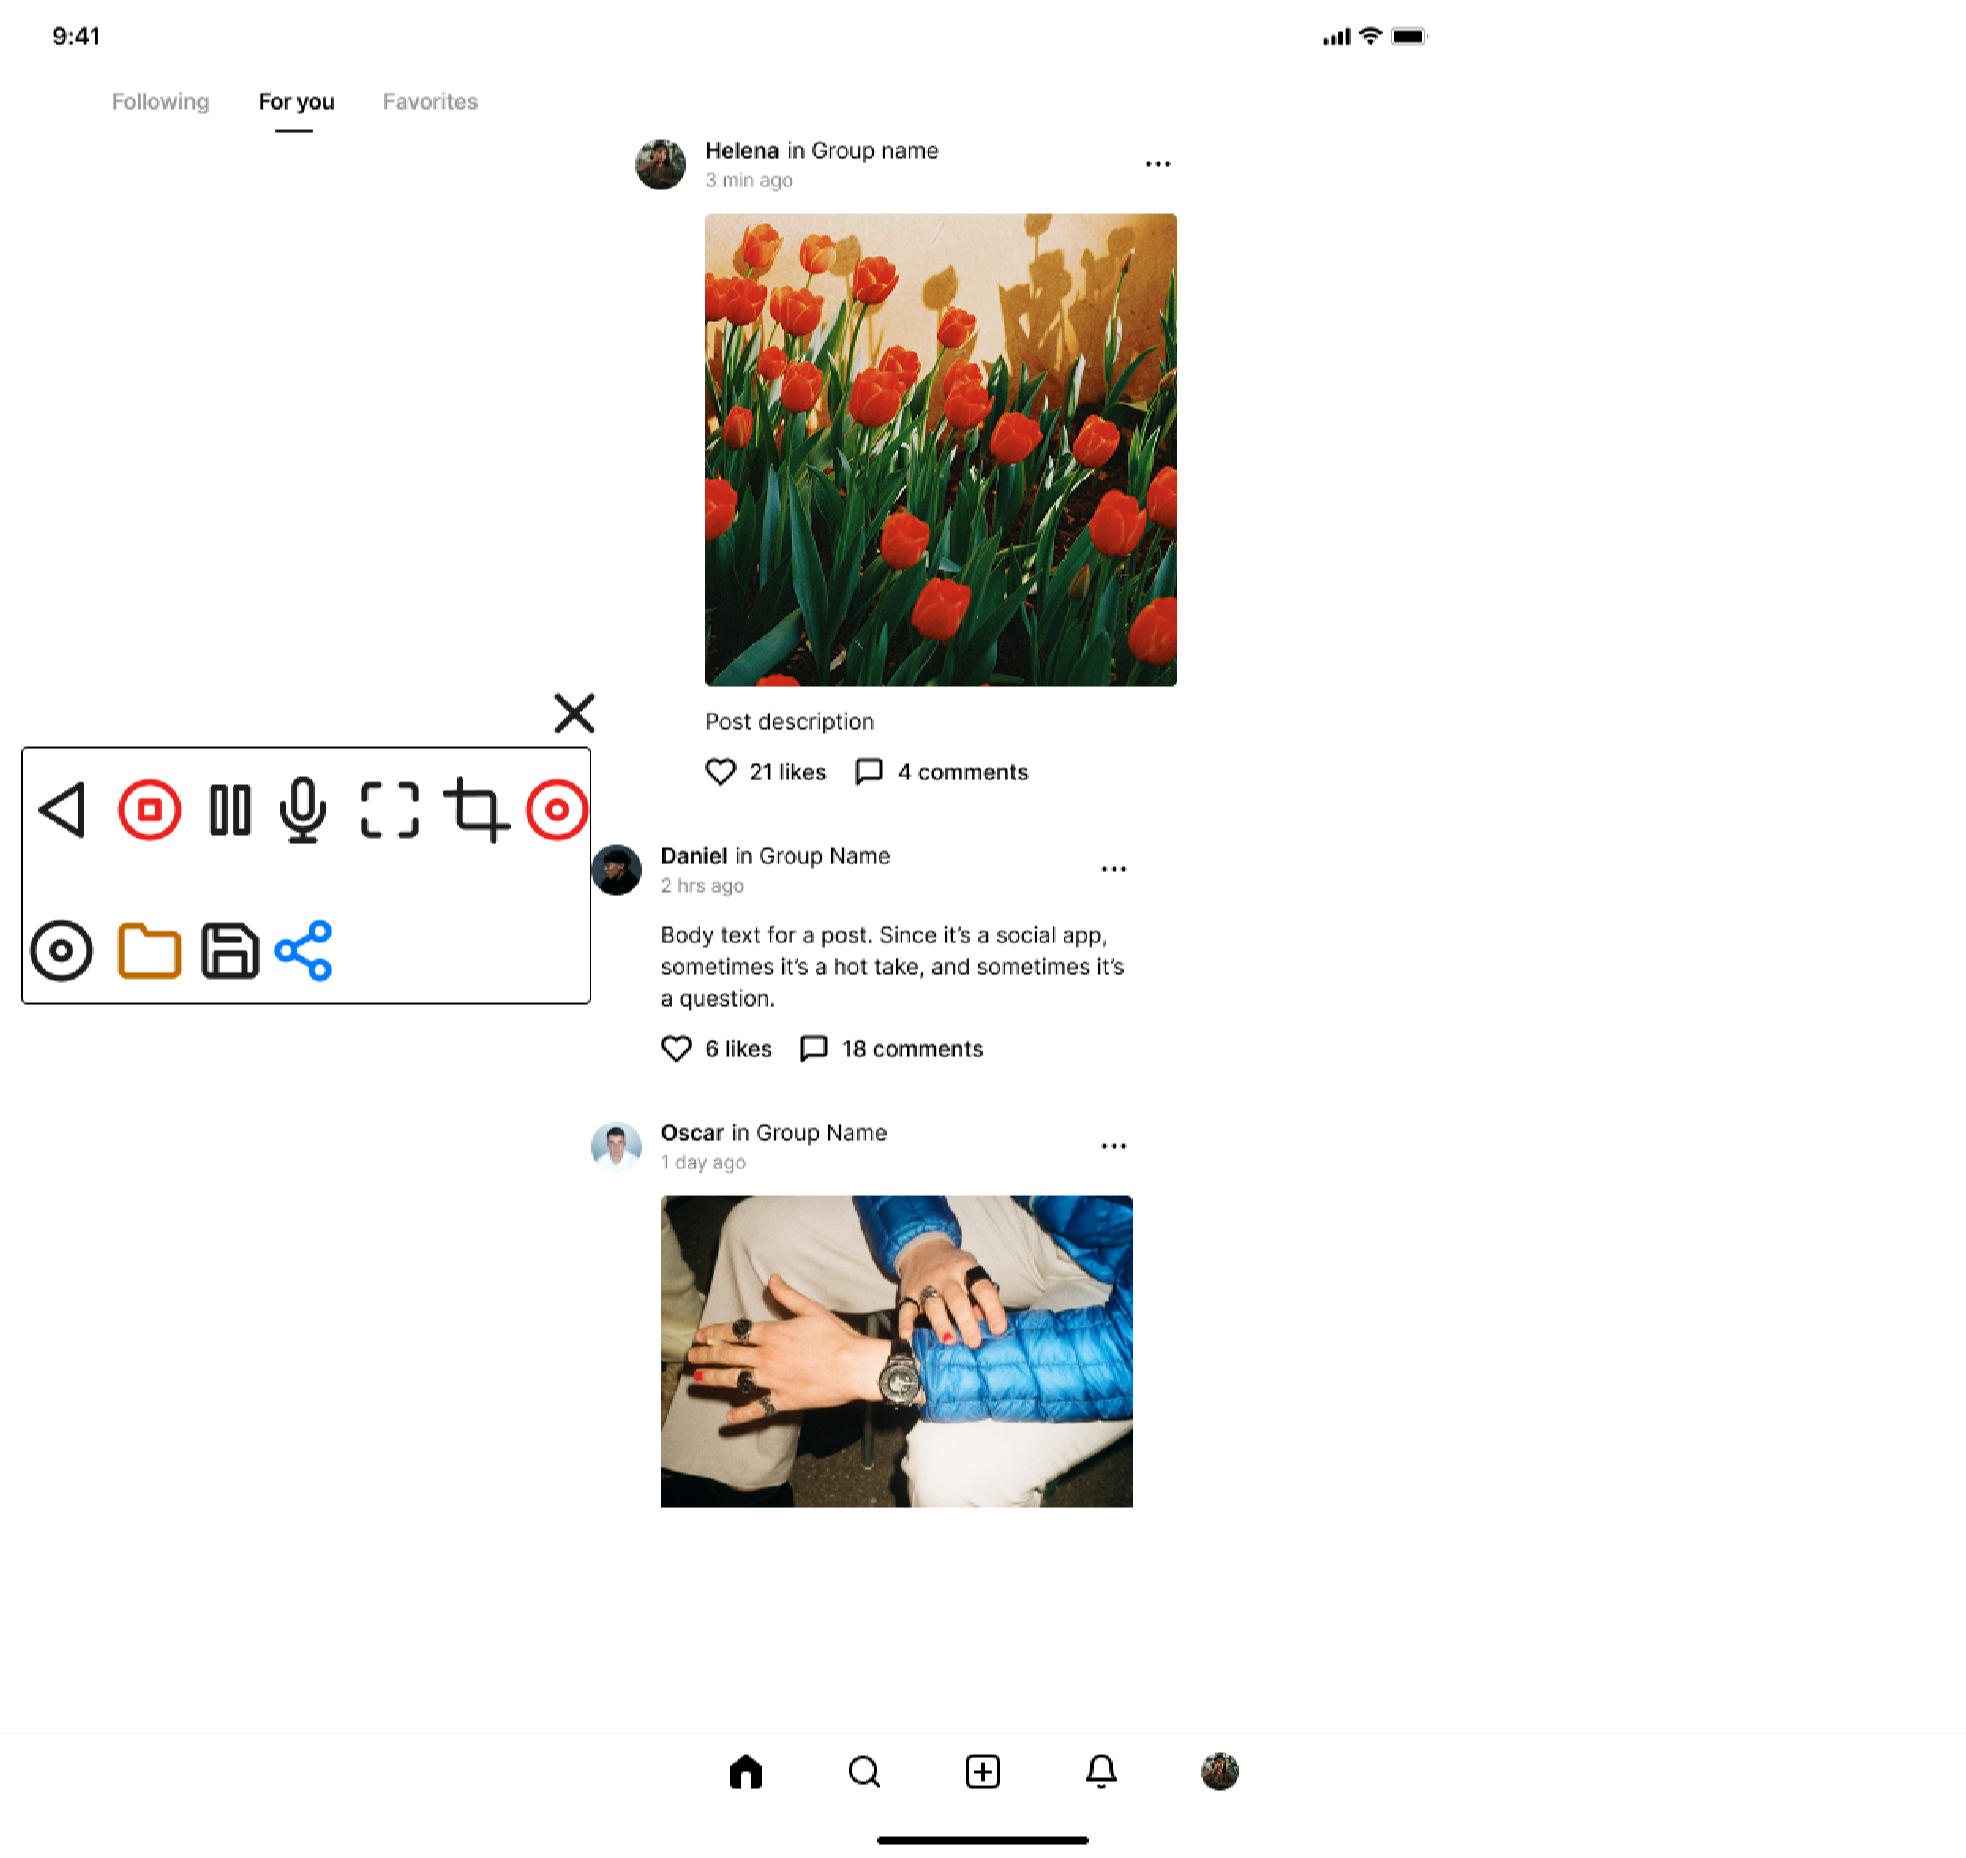 9:41
Following For you Favorites
Helena in Group name
3 min ago
Post description
21 likes 4 comments
Daniel in Group Name
2 hrs ago
Body text for a post. Since it’s a social app,
sometimes it’s a hot take, and sometimes it’s
a question.
6 likes 18 comments
Oscar in Group Name
1 day ago